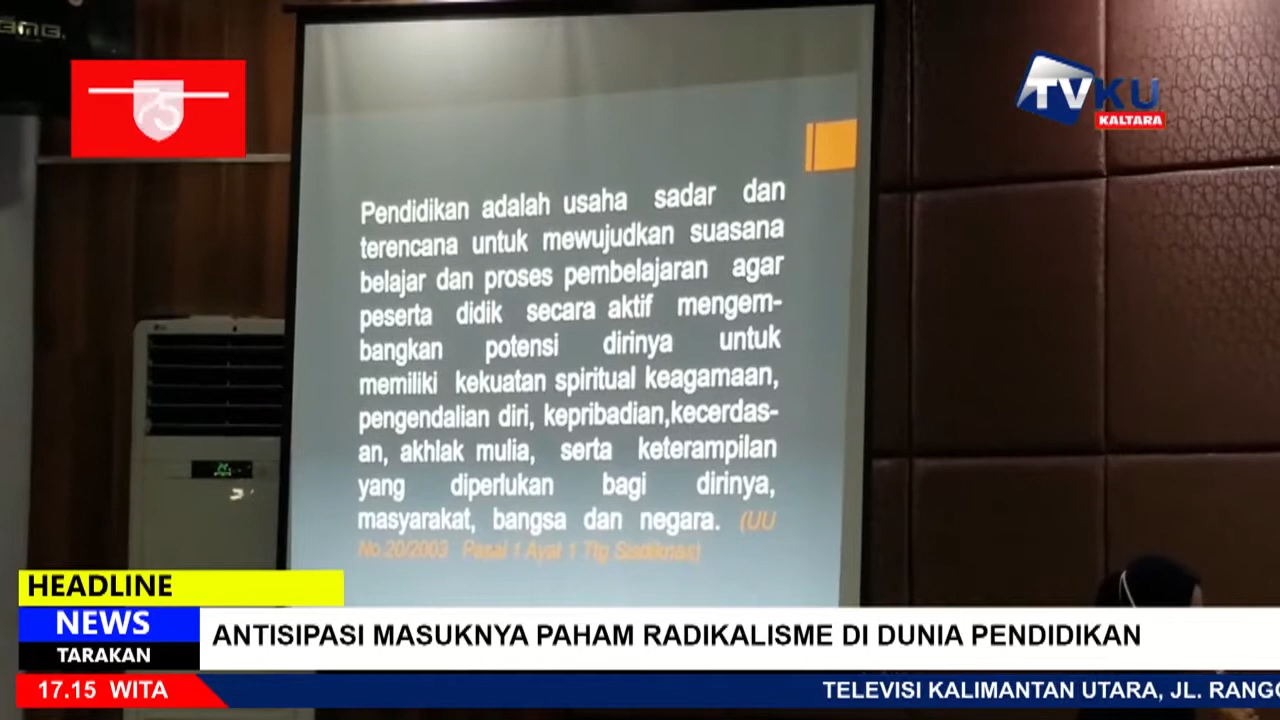 TVKU
KALTARA
Pendidikan adalah usaha sadar dan
terencana untuk mewujudkan suasana
belajar dan proses pembelajaran agar
peserta didik secara aktif mengem-
bangkan potensi dirinya untuk
memiliki kekuatan spiritual keagamaan,
pengendalian diri, kepribadian,kecerdas-
an, akhlak mulia, serta keterampilan
yang diperlukan bagi dirinya,
masyarakat, bangsa dan negara. (UU
No.20/2003 Pasal 1 Ayat 1 Ttg Sisdiknas)
HEADLINE
NEWS
TARAKAN
ANTISIPASI MASUKNYA PAHAM RADIKALISME DI DUNIA PENDIDIKAN
17.15 WITA
TELEVISI KALIMANTAN UTARA, JL. RANGG